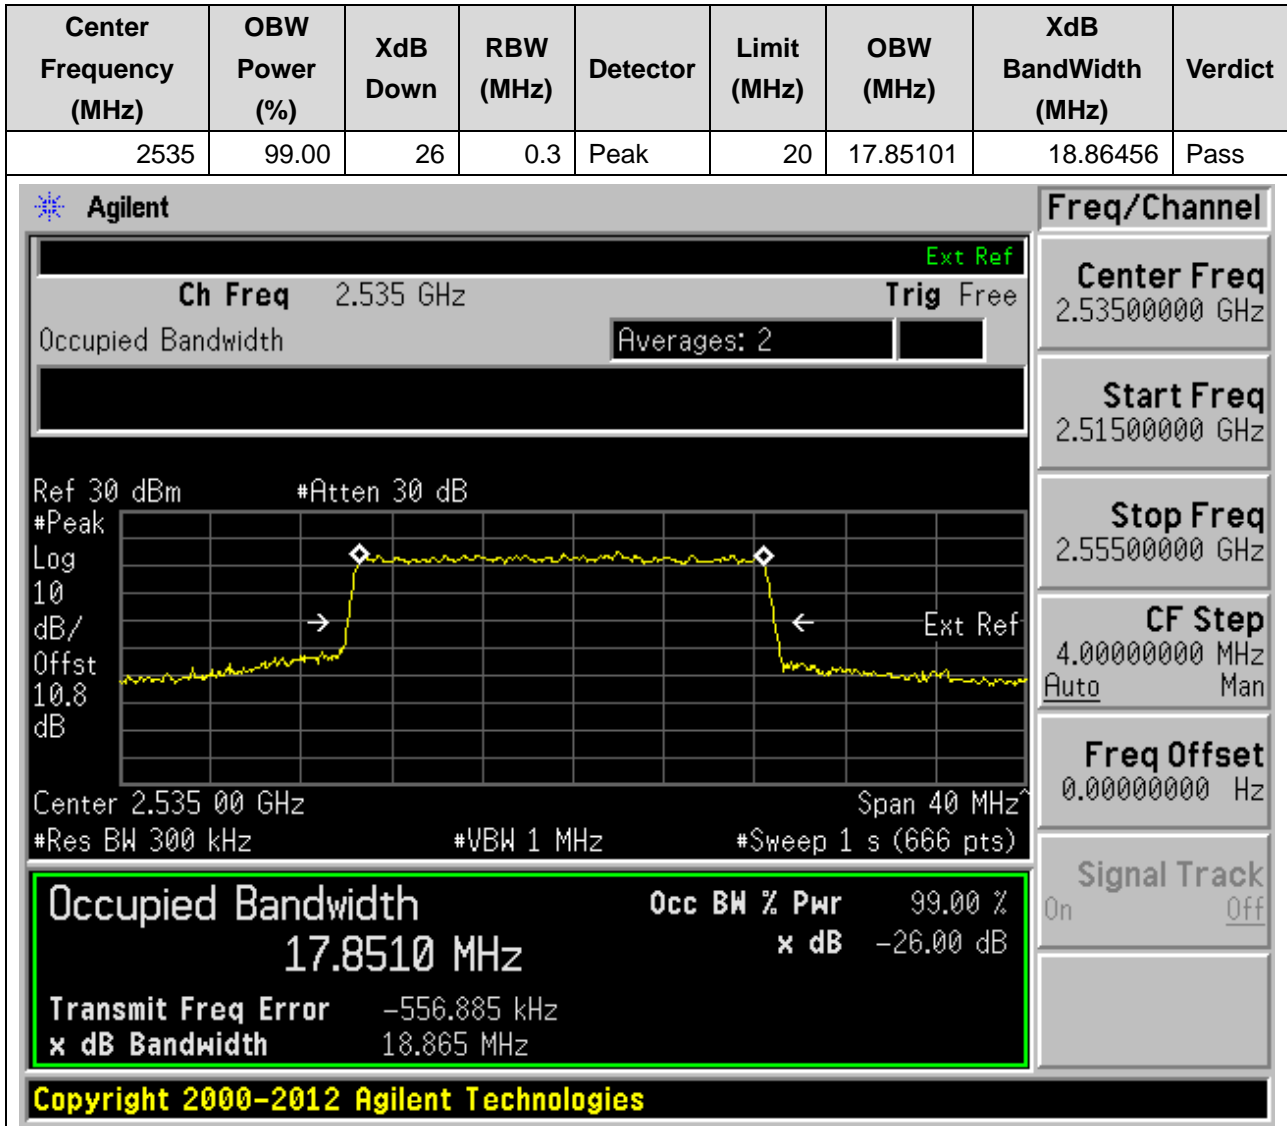 Center Frequency (MHz) OBW Power (%) XdB Down RBW (MHz) Detector Limit (MHz) OBW (MHz) XdB BandWidth (MHz) Verdict
2535 99.00 26 0.3 Peak 20 17.85101 18.86456 Pass
Agilent
Freq/Channel
Ext Ref
Ch Freq 2.535 GHz Trig Free
Occupied Bandwidth Averages: 2
Center Freq
2.53500000 GHz
Start Freq
2.51500000 GHz
Stop Freq
2.55500000 GHz
CF Step
4.00000000 MHz
Auto Man
Freq Offset
0.00000000 Hz
Signal Track
On Off
Ref 30 dBm #Atten 30 dB
#Peak
Log
10
dB/
Offst
10.8
dB
Ext Ref
Center 2.535 00 GHz Span 40 MHz^
#Res BW 300 kHz #VBW 1 MHz #Sweep 1 s (666 pts)
Occupied Bandwidth Occ BW % Pwr 99.00 %
17.8510 MHz x dB -26.00 dB
Transmit Freq Error -556.885 kHz
x dB Bandwidth 18.865 MHz
Copyright 2000-2012 Agilent Technologies